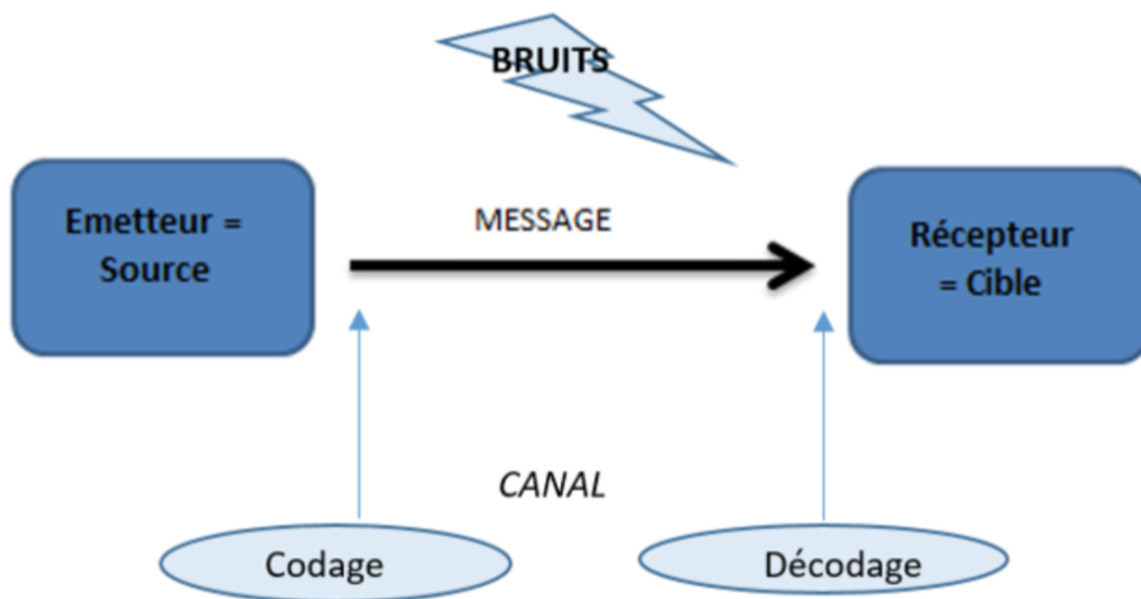 BRUITS
Emetteur =
Source
MESSAGE
Récepteur
= Cible
CANAL
Codage
Décodage